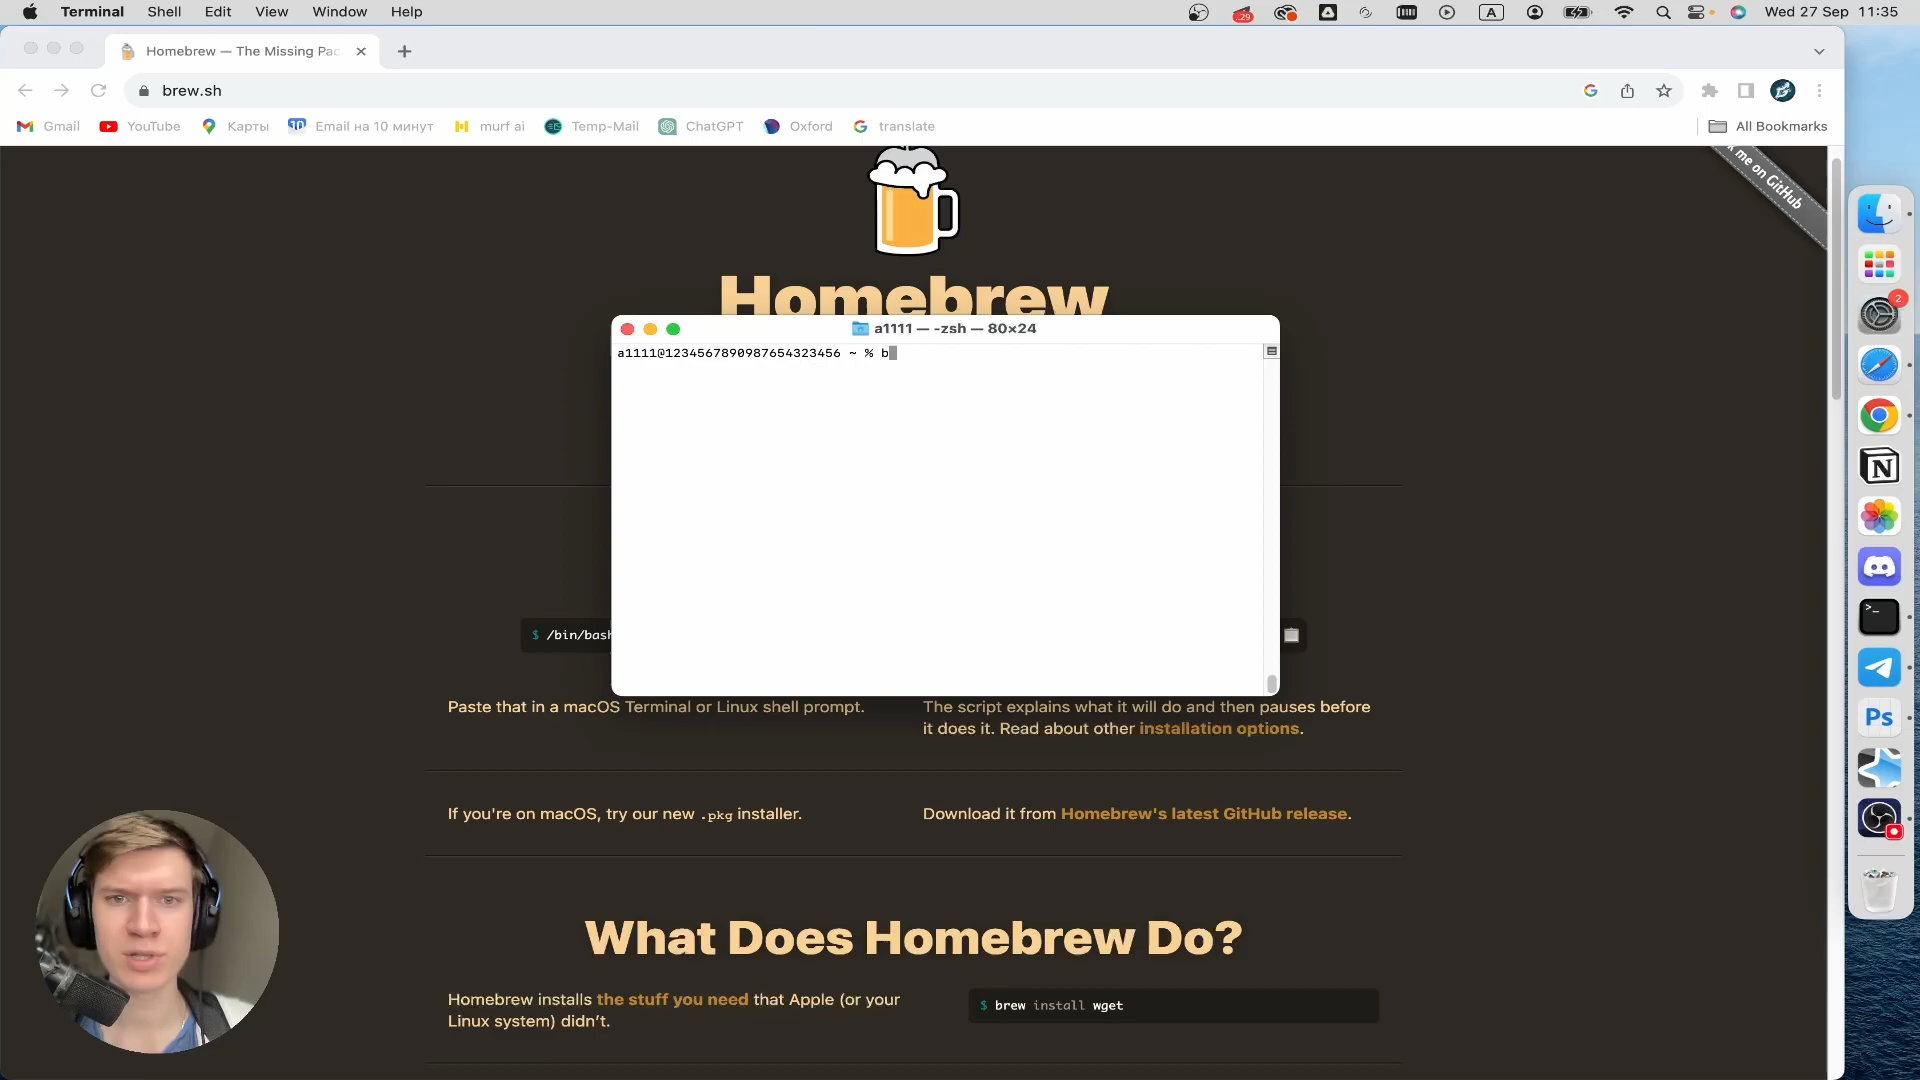 Terminal Shell Edit View Window Help
.29
A
Wed 27 Sep 11:35
Homebrew — The Missing Pac
brew.sh
Gmail YouTube Карты 10 Email на 10 минут murf ai Temp-Mail ChatGPT Oxford translate
All Bookmarks
k me on GitHub
Homebrew
a1111 — -zsh — 80×24
a1111@1234567890987654323456 ~ % b
$ /bin/bash
Paste that in a macOS Terminal or Linux shell prompt.
The script explains what it will do and then pauses before
it does it. Read about other installation options.
If you're on macOS, try our new .pkg installer.
Download it from Homebrew's latest GitHub release.
What Does Homebrew Do?
Homebrew installs the stuff you need that Apple (or your
Linux system) didn’t.
$ brew install wget
2
N
>_
Ps